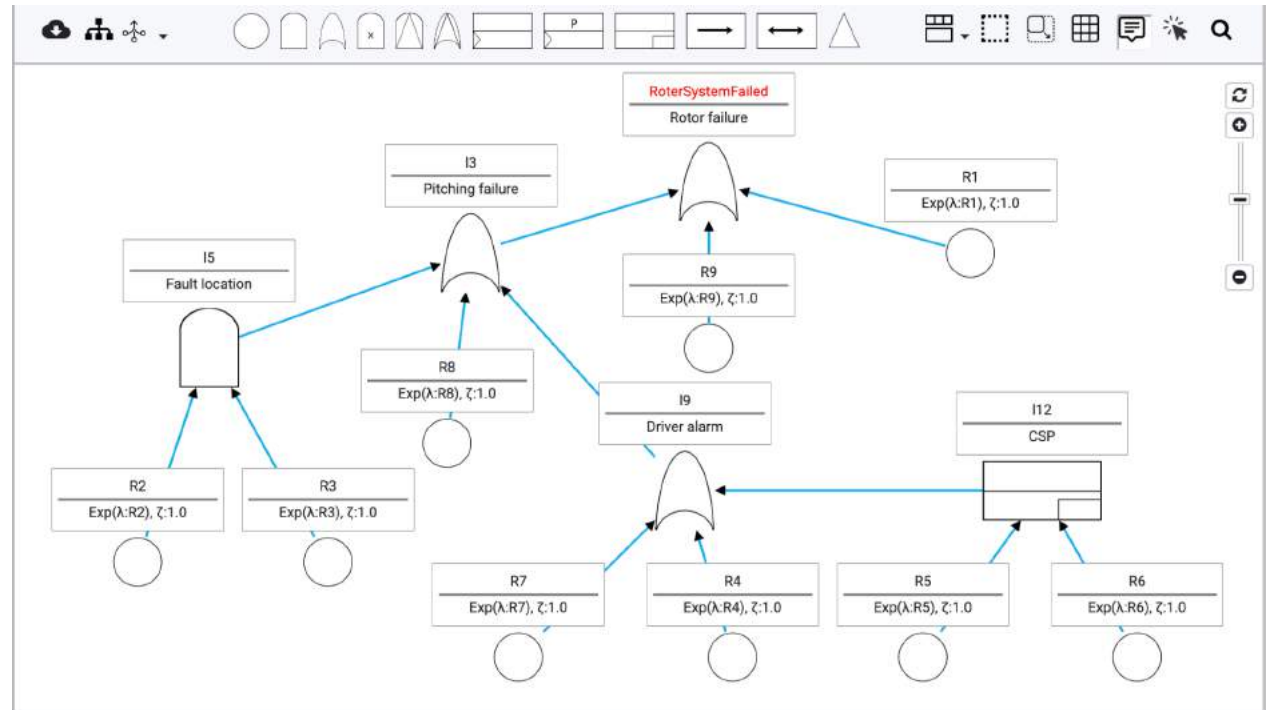 x
P
RoterSystemFailed
Rotor failure
I3
Pitching failure
R1
Exp(λ:R1), ζ:1.0
I5
Fault location
R9
Exp(λ:R9), ζ:1.0
R8
Exp(λ:R8), ζ:1.0
I9
Driver alarm
I12
CSP
R2
Exp(λ:R2), ζ:1.0
R3
Exp(λ:R3), ζ:1.0
R7
Exp(λ:R7), ζ:1.0
R4
Exp(λ:R4), ζ:1.0
R5
Exp(λ:R5), ζ:1.0
R6
Exp(λ:R6), ζ:1.0